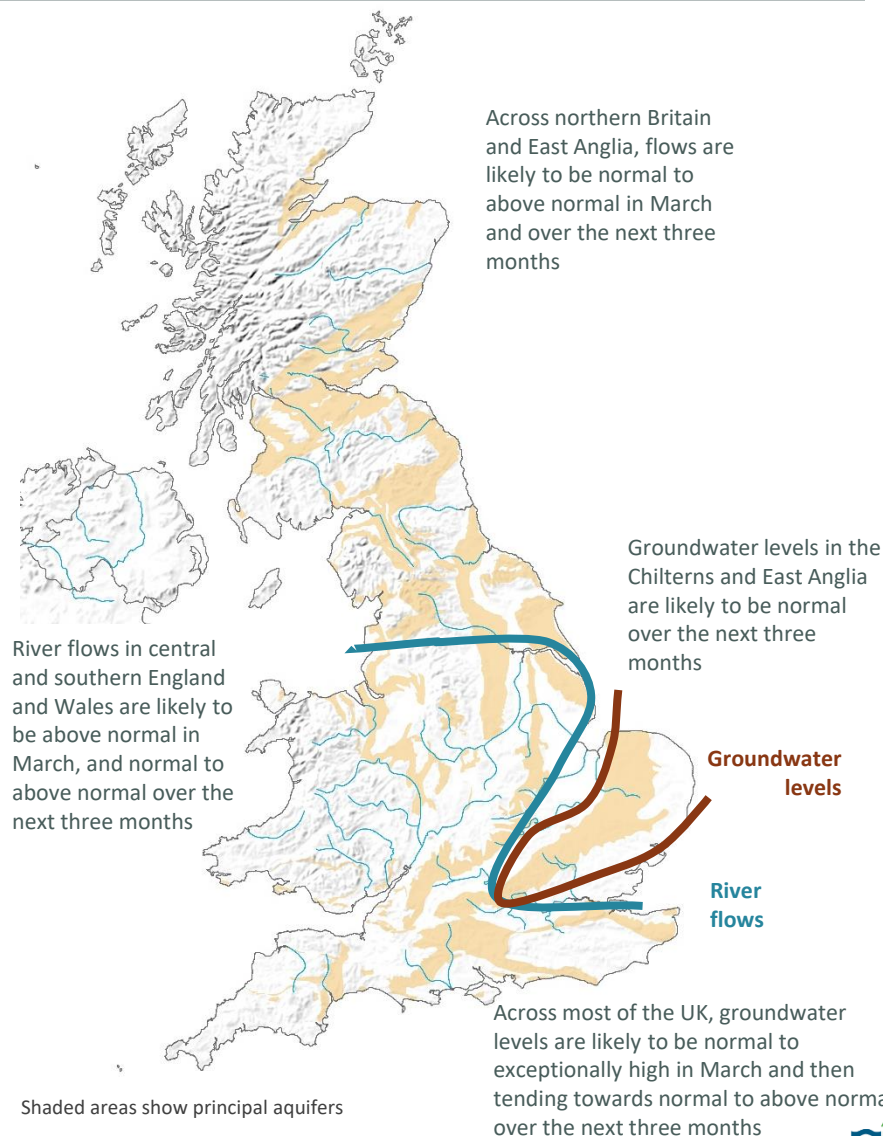 Across northern Britain
and East Anglia, flows are
likely to be normal to
above normal in March
and over the next three
months
Groundwater levels in the
Chilterns and East Anglia
are likely to be normal
over the next three
months
River flows in central
and southern England
and Wales are likely to
be above normal in
March, and normal to
above normal over the
next three months
Groundwater
levels
River
flows
Across most of the UK, groundwater
levels are likely to be normal to
exceptionally high in March and then
tending towards normal to above norma
over the next three months
Shaded areas show principal aquifers